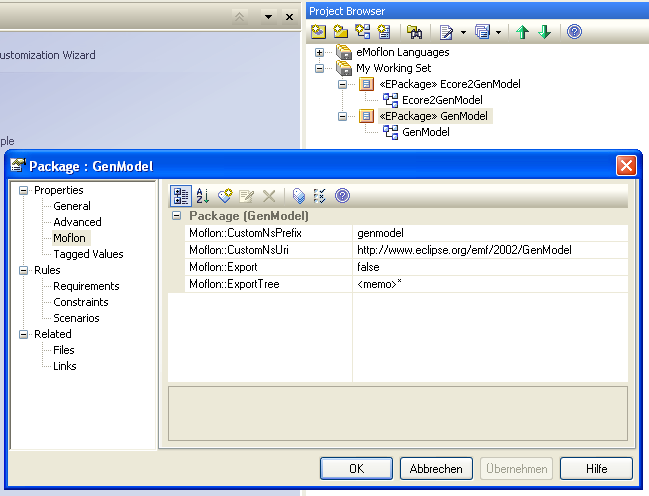 Project Browser
ustomization Wizard
ple
eMoflon Languages
My Working Set
«EPackage» Ecore2GenModel
Ecore2GenModel
«EPackage» GenModel
GenModel
Package : GenModel
Properties
General
Advanced
Moflon
Tagged Values
Rules
Requirements
Constraints
Scenarios
Related
Files
Links
Package (GenModel)
Moflon::CustomNsPrefix genmodel
Moflon::CustomNsUri http://www.eclipse.org/emf/2002/GenModel
Moflon::Export false
Moflon::ExportTree <memo>*
OK Abbrechen Übernehmen Hilfe